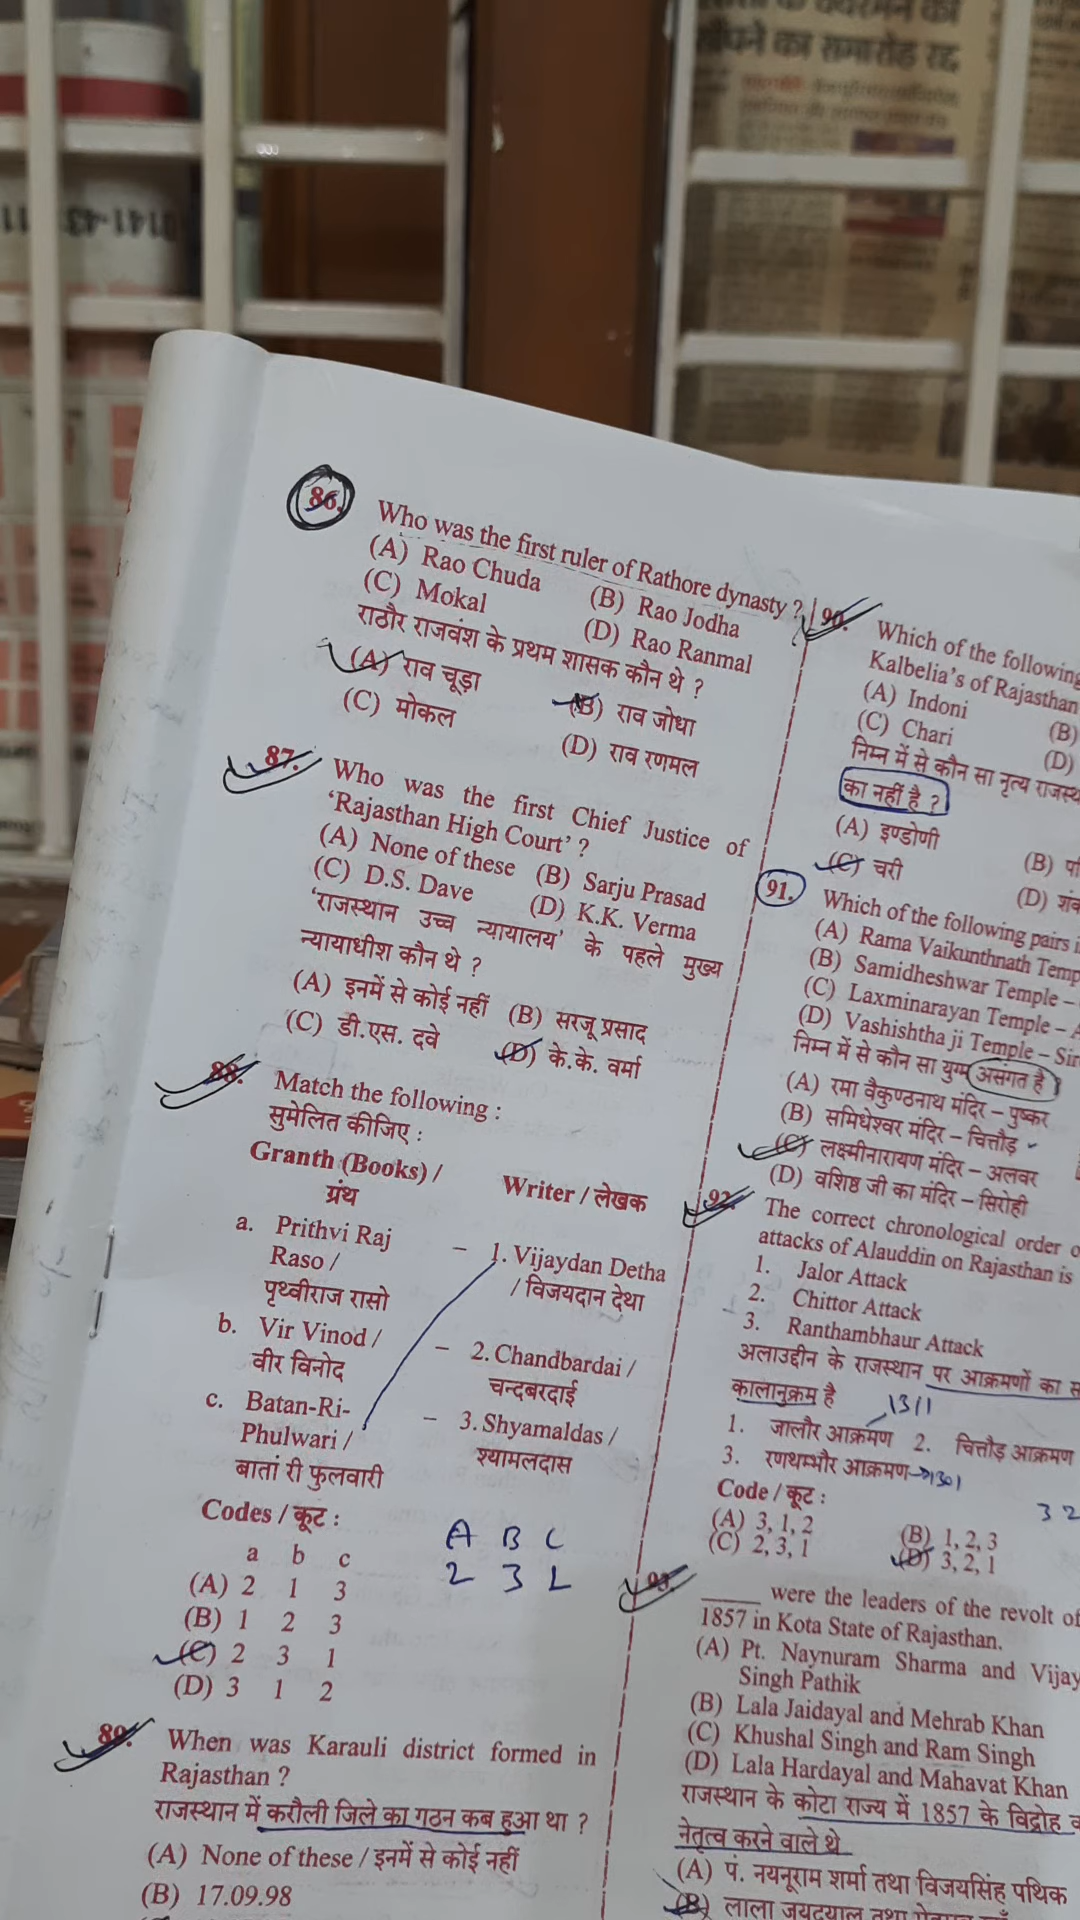 को
सौंपने का समारोह रद्द
0141-43
11
86. Who was the first ruler of Rathore dynasty ?
(A) Rao Chuda (B) Rao Jodha
(C) Mokal (D) Rao Ranmal
राठौर राजवंश के प्रथम शासक कौन थे ?
(A) राव चूड़ा (B) राव जोधा
(C) मोकल (D) राव रणमल
87. Who was the first Chief Justice of
‘Rajasthan High Court’ ?
(A) None of these (B) Sarju Prasad
(C) D.S. Dave (D) K.K. Verma
‘राजस्थान उच्च न्यायालय’ के पहले मुख्य
न्यायाधीश कौन थे ?
(A) इनमें से कोई नहीं (B) सरजू प्रसाद
(C) डी.एस. दवे (D) के.के. वर्मा
88. Match the following :
सुमेलित कीजिए :
Granth (Books) / Writer / लेखक
ग्रंथ
a. Prithvi Raj – 1. Vijaydan Detha
Raso / / विजयदान देथा
पृथ्वीराज रासो
b. Vir Vinod / – 2. Chandbardai /
वीर विनोद चन्दबरदाई
c. Batan-Ri- – 3. Shyamaldas /
Phulwari / श्यामलदास
बातां री फुलवारी
Codes / कूट :
A B C
2 3 1
a b c
(A) 2 1 3
(B) 1 2 3
(C) 2 3 1
(D) 3 1 2
89. When was Karauli district formed in
Rajasthan ?
राजस्थान में करौली जिले का गठन कब हुआ था ?
(A) None of these / इनमें से कोई नहीं
(B) 17.09.98
90. Which of the following
Kalbelia’s of Rajasthan
(A) Indoni (B)
(C) Chari (D)
निम्न में से कौन सा नृत्य राजस्थ
का नहीं है ?
(A) इण्डोणी (B) प
(C) चरी (D) शं
91. Which of the following pairs i
(A) Rama Vaikunthnath Temp
(B) Samidheshwar Temple –
(C) Laxminarayan Temple – A
(D) Vashishtha ji Temple – Sir
निम्न में से कौन सा युग्म असंगत है ?
(A) रमा वैकुण्ठनाथ मंदिर – पुष्कर
(B) समिधेश्वर मंदिर – चित्तौड़
(C) लक्ष्मीनारायण मंदिर – अलवर
(D) वशिष्ठ जी का मंदिर – सिरोही
92. The correct chronological order o
attacks of Alauddin on Rajasthan is
1. Jalor Attack
2. Chittor Attack
3. Ranthambhaur Attack
अलाउद्दीन के राजस्थान पर आक्रमणों का स
कालानुक्रम है
1311
1. जालौर आक्रमण 2. चित्तौड़ आक्रमण
3. रणथम्भौर आक्रमण 1301
Code / कूट :
3 2
(A) 3, 1, 2 (B) 1, 2, 3
(C) 2, 3, 1 (D) 3, 2, 1
93. _____ were the leaders of the revolt of
1857 in Kota State of Rajasthan.
(A) Pt. Naynuram Sharma and Vijay
Singh Pathik
(B) Lala Jaidayal and Mehrab Khan
(C) Khushal Singh and Ram Singh
(D) Lala Hardayal and Mahavat Khan
राजस्थान के कोटा राज्य में 1857 के विद्रोह व
नेतृत्व करने वाले थे
(A) पं. नयनूराम शर्मा तथा विजयसिंह पथिक
(B) लाला जयदयाल तथा